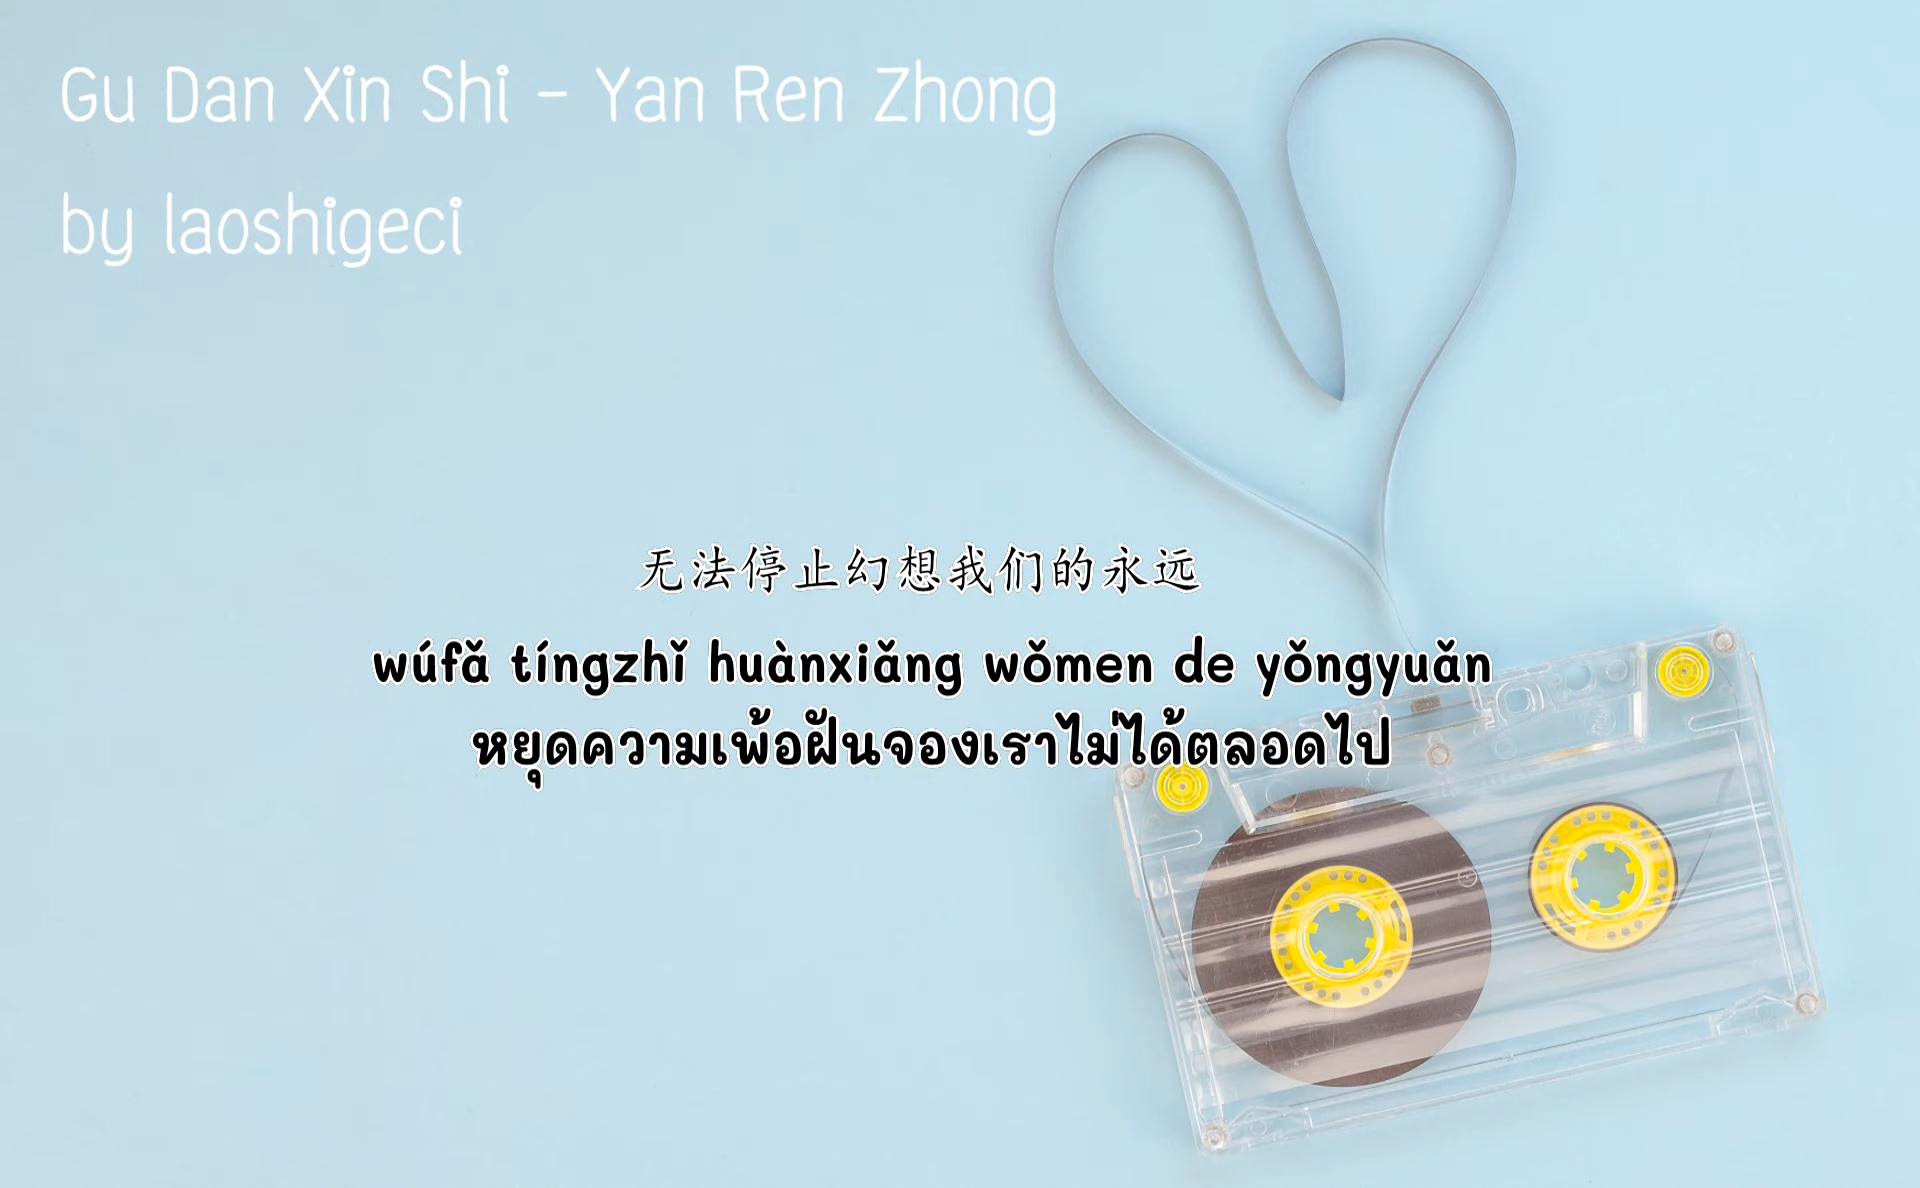 Gu Dan Xin Shi - Yan Ren Zhong
by laoshigeci
无法停止幻想我们的永远
wúfǎ tíngzhǐ huànxiǎng wǒmen de yǒngyuǎn
หยุดความเพ้อฝันจองเราไม่ได้ตลอดไป